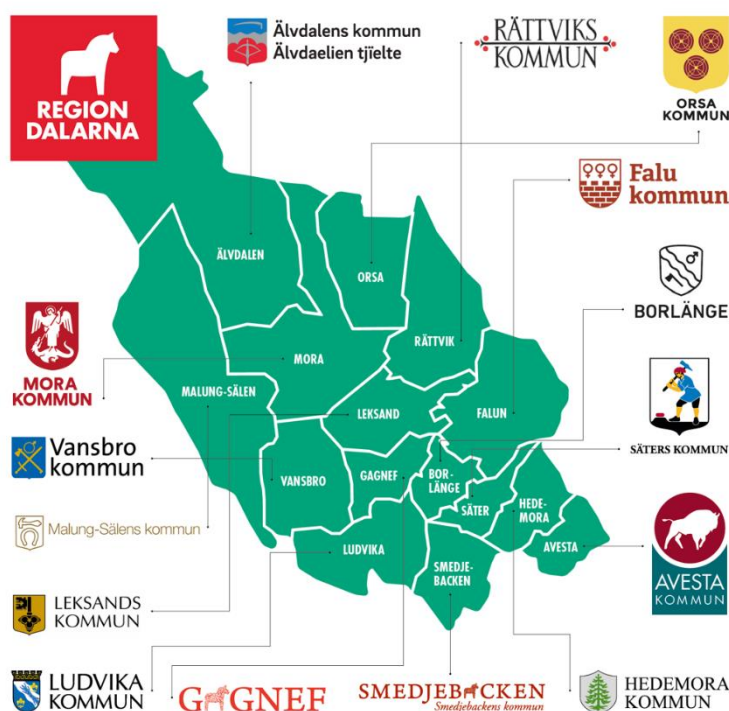 REGION
DALARNA
Älvdalens kommun
Älvdaelien tjïelte
RÄTTVIKS
KOMMUN
ORSA
KOMMUN
Falu
kommun
BORLÄNGE
SÄTERS KOMMUN
AVESTA
KOMMUN
HEDEMORA
KOMMUN
SMEDJEBACKEN
Smedjebackens kommun
GAGNEF
LUDVIKA
KOMMUN
LEKSANDS
KOMMUN
Malung-Sälens kommun
Vansbro
kommun
MORA
KOMMUN
ÄLVDALEN
ORSA
RÄTTVIK
MORA
MALUNG-SÄLEN
LEKSAND
FALUN
VANSBRO
GAGNEF
BOR-
LÄNGE
SÄTER
HEDE-
MORA
AVESTA
LUDVIKA
SMEDJE-
BACKEN